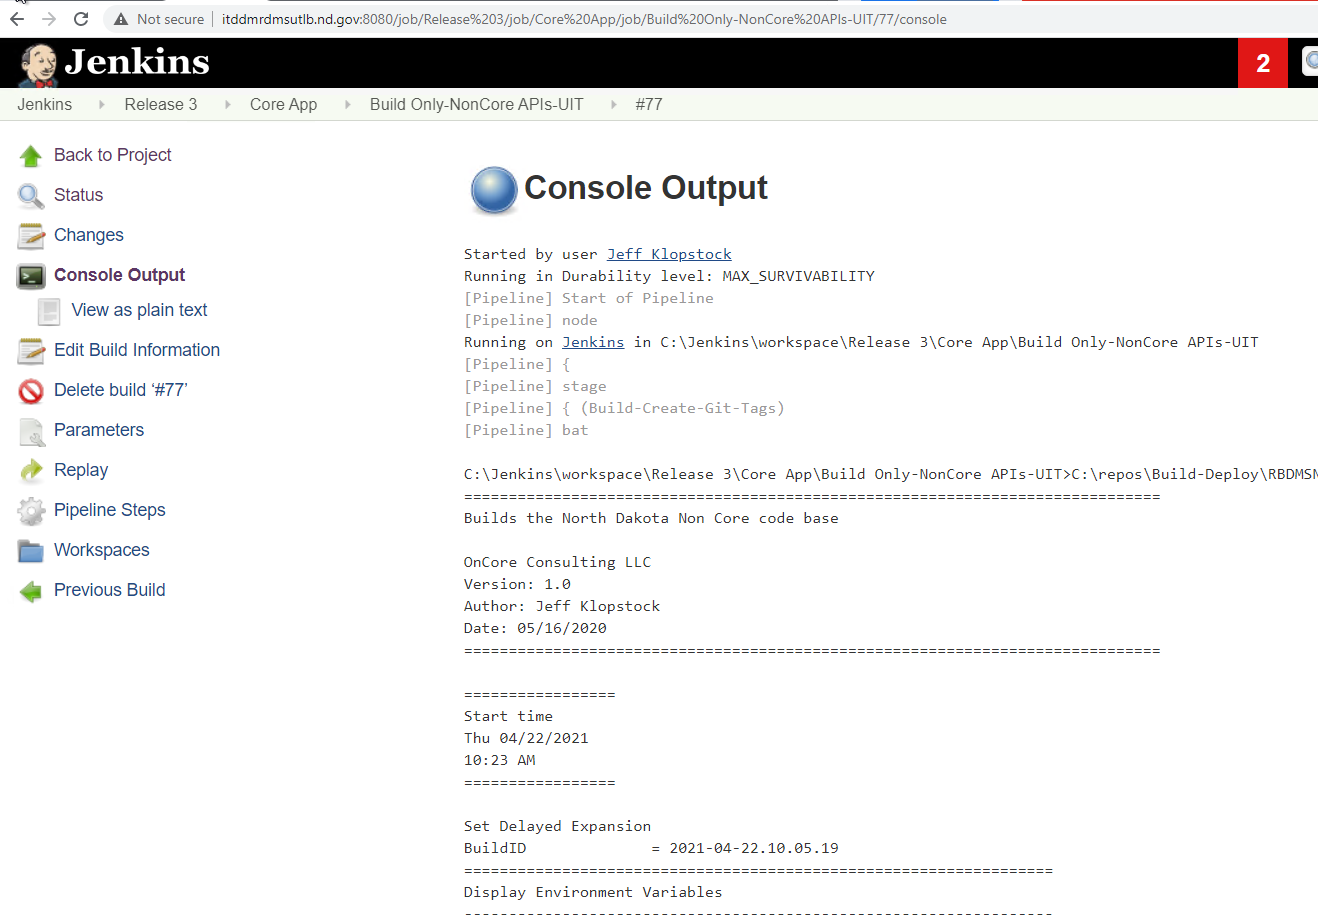 Not secure | itddmrdmsutlb.nd.gov:8080/job/Release%203/job/Core%20App/job/Build%20Only-NonCore%20APIs-UIT/77/console
Jenkins
2
Jenkins Release 3 Core App Build Only-NonCore APIs-UIT #77
Back to Project
Status
Changes
Console Output
View as plain text
Edit Build Information
Delete build ‘#77’
Parameters
Replay
Pipeline Steps
Workspaces
Previous Build
Console Output
Started by user Jeff Klopstock
Running in Durability level: MAX_SURVIVABILITY
[Pipeline] Start of Pipeline
[Pipeline] node
Running on Jenkins in C:\Jenkins\workspace\Release 3\Core App\Build Only-NonCore APIs-UIT
[Pipeline] {
[Pipeline] stage
[Pipeline] { (Build-Create-Git-Tags)
[Pipeline] bat
C:\Jenkins\workspace\Release 3\Core App\Build Only-NonCore APIs-UIT>C:\repos\Build-Deploy\RBDMSN
==============================================================================
Builds the North Dakota Non Core code base
OnCore Consulting LLC
Version: 1.0
Author: Jeff Klopstock
Date: 05/16/2020
==============================================================================
=================
Start time
Thu 04/22/2021
10:23 AM
=================
Set Delayed Expansion
BuildID = 2021-04-22.10.05.19
==================================================================
Display Environment Variables
------------------------------------------------------------------